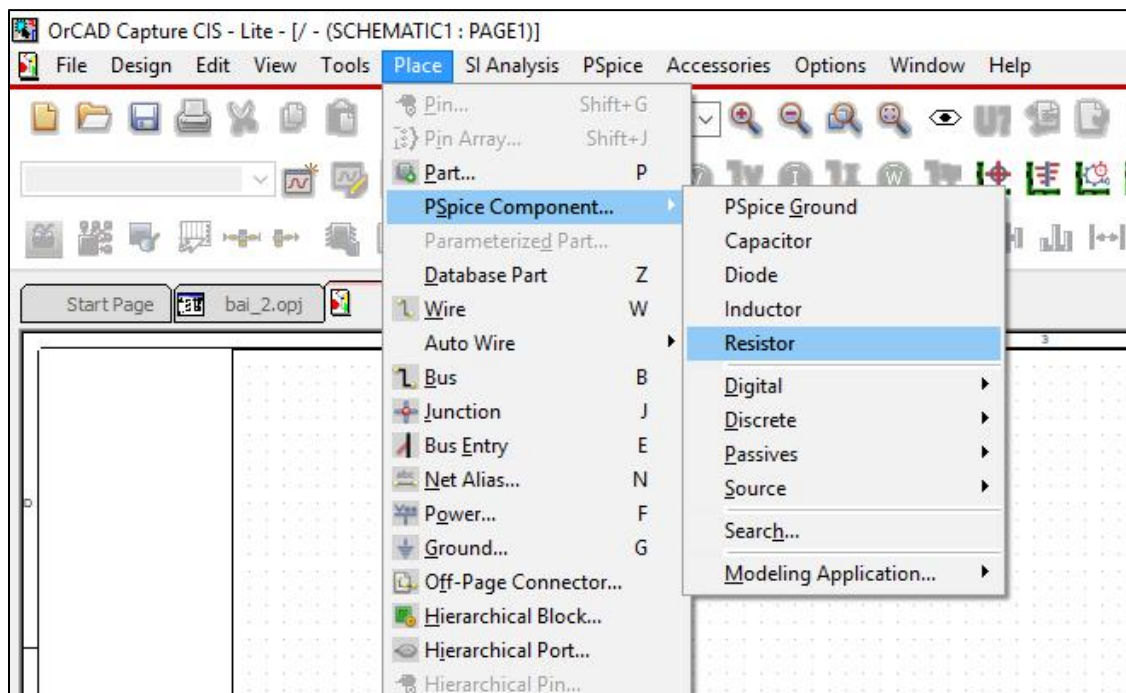 OrCAD Capture CIS - Lite - [/ - (SCHEMATIC1 : PAGE1)]
File Design Edit View Tools Place SI Analysis PSpice Accessories Options Window Help
Pin... Shift+G
Pin Array... Shift+J
Part... P
PSpice Component...
Parameterized Part...
Database Part Z
Wire W
Auto Wire
Bus B
Junction J
Bus Entry E
Net Alias... N
Power... F
Ground... G
Off-Page Connector...
Hierarchical Block...
Hierarchical Port...
Hierarchical Pin...
PSpice Ground
Capacitor
Diode
Inductor
Resistor
Digital
Discrete
Passives
Source
Search...
Modeling Application...
Start Page bai_2.opj
3
D